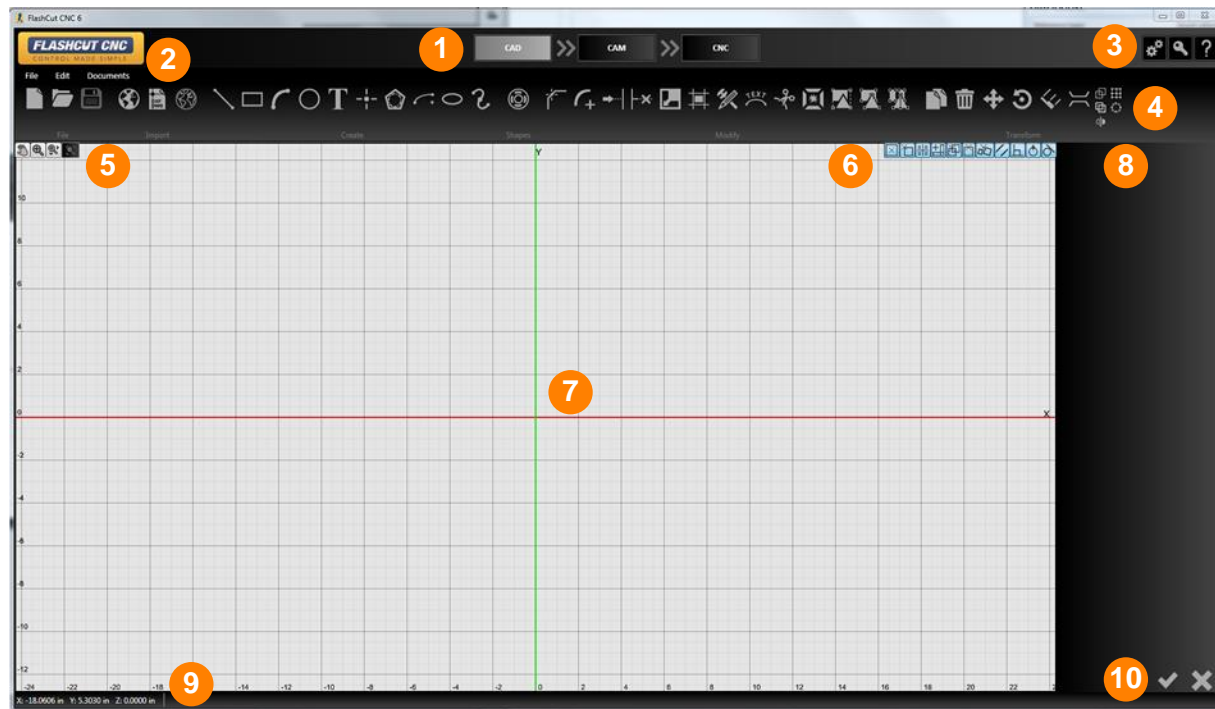 FlashCut CNC 6
FLASHCUT CNC
CONTROL MADE SIMPLE
1
CAD
CAM
CNC
2
3
?
File Edit Documents
T
4
File
Import
Create
Shapes
Modify
Transform
5
6
8
Y
10
8
6
4
2
7
0
X
-2
-4
-6
-8
-10
-12
-24 -22 -20 -18 -14 -12 -10 -8 -6 -4 -2 0 2 4 6 8 10 12 14 16 18 20 22
9
10
X: -18.0606 in Y: 5.3030 in Z: 0.0000 in